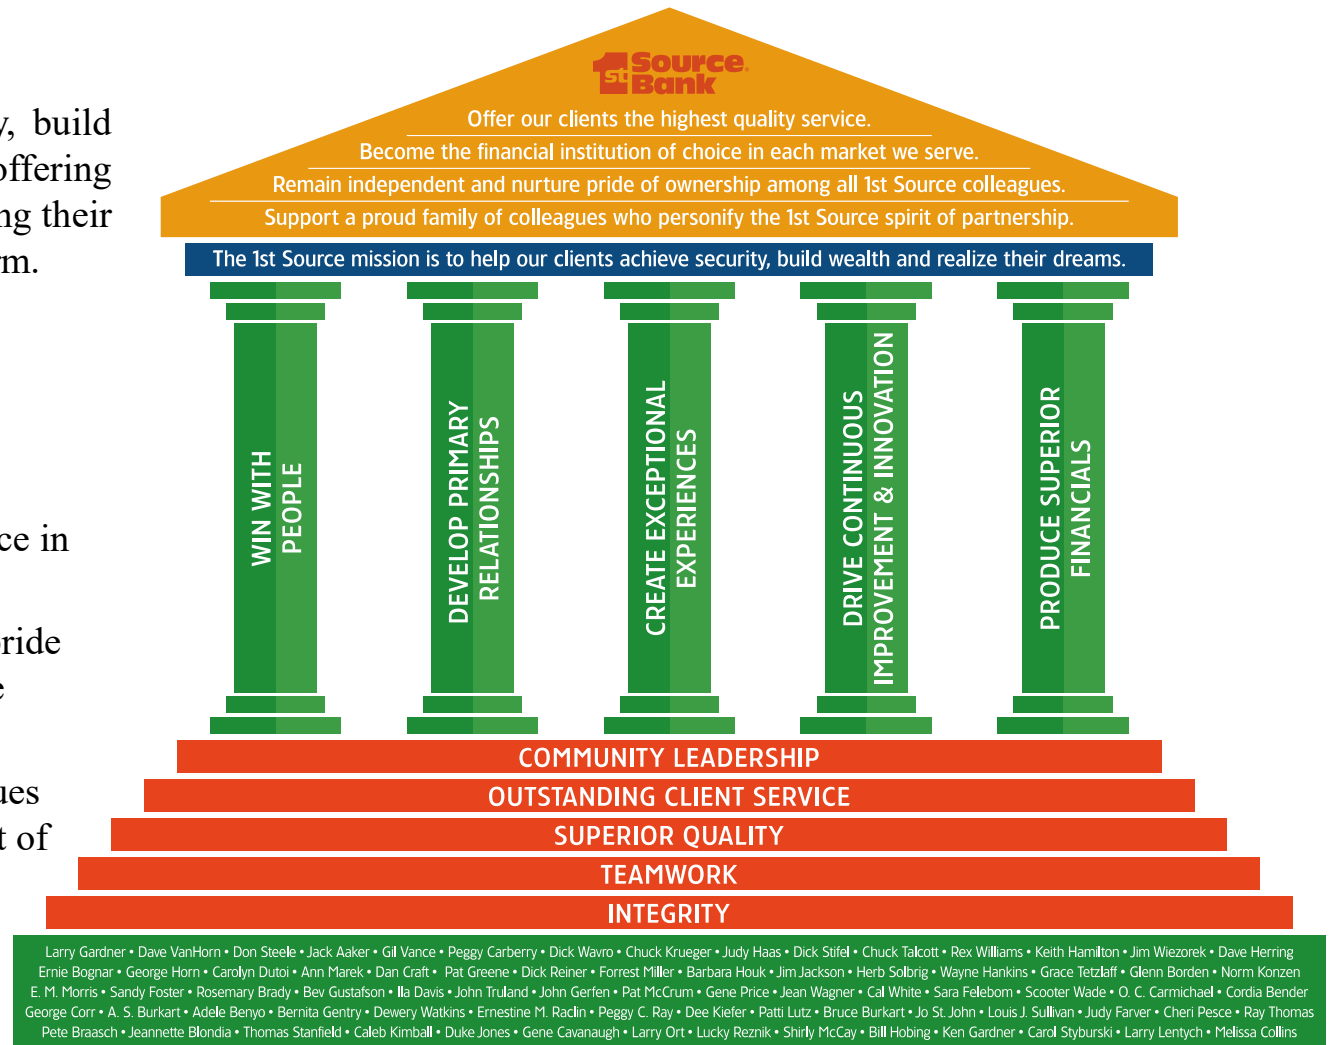 y, build
offering
ng their
rm.
ce in
pride
e
ues
t of
1st Source Bank
Offer our clients the highest quality service.
Become the financial institution of choice in each market we serve.
Remain independent and nurture pride of ownership among all 1st Source colleagues.
Support a proud family of colleagues who personify the 1st Source spirit of partnership.
The 1st Source mission is to help our clients achieve security, build wealth and realize their dreams.
WIN WITH
PEOPLE
DEVELOP PRIMARY
RELATIONSHIPS
CREATE EXCEPTIONAL
EXPERIENCES
DRIVE CONTINUOUS
IMPROVEMENT & INNOVATION
PRODUCE SUPERIOR
FINANCIALS
COMMUNITY LEADERSHIP
OUTSTANDING CLIENT SERVICE
SUPERIOR QUALITY
TEAMWORK
INTEGRITY
Larry Gardner • Dave VanHorn • Don Steele • Jack Aaker • Gil Vance • Peggy Carberry • Dick Wavro • Chuck Krueger • Judy Haas • Dick Stifel • Chuck Talcott • Rex Williams • Keith Hamilton • Jim Wiezorek • Dave Herring
Ernie Bognar • George Horn • Carolyn Dutoi • Ann Marek • Dan Craft • Pat Greene • Dick Reiner • Forrest Miller • Barbara Houk • Jim Jackson • Herb Solbrig • Wayne Hankins • Grace Tetzlaff • Glenn Borden • Norm Konzen
E. M. Morris • Sandy Foster • Rosemary Brady • Bev Gustafson • Ila Davis • John Truland • John Gerfen • Pat McCrum • Gene Price • Jean Wagner • Cal White • Sara Felebom • Scooter Wade • O. C. Carmichael • Cordia Bender
George Corr • A. S. Burkart • Adele Benyo • Bernita Gentry • Dewery Watkins • Ernestine M. Raclin • Peggy C. Ray • Dee Kiefer • Patti Lutz • Bruce Burkart • Jo St. John • Louis J. Sullivan • Judy Farver • Cheri Pesce • Ray Thomas
Pete Braasch • Jeannette Blondia • Thomas Stanfield • Caleb Kimball • Duke Jones • Gene Cavanaugh • Larry Ort • Lucky Reznik • Shirly McCay • Bill Hobing • Ken Gardner • Carol Styburski • Larry Lentych • Melissa Collins